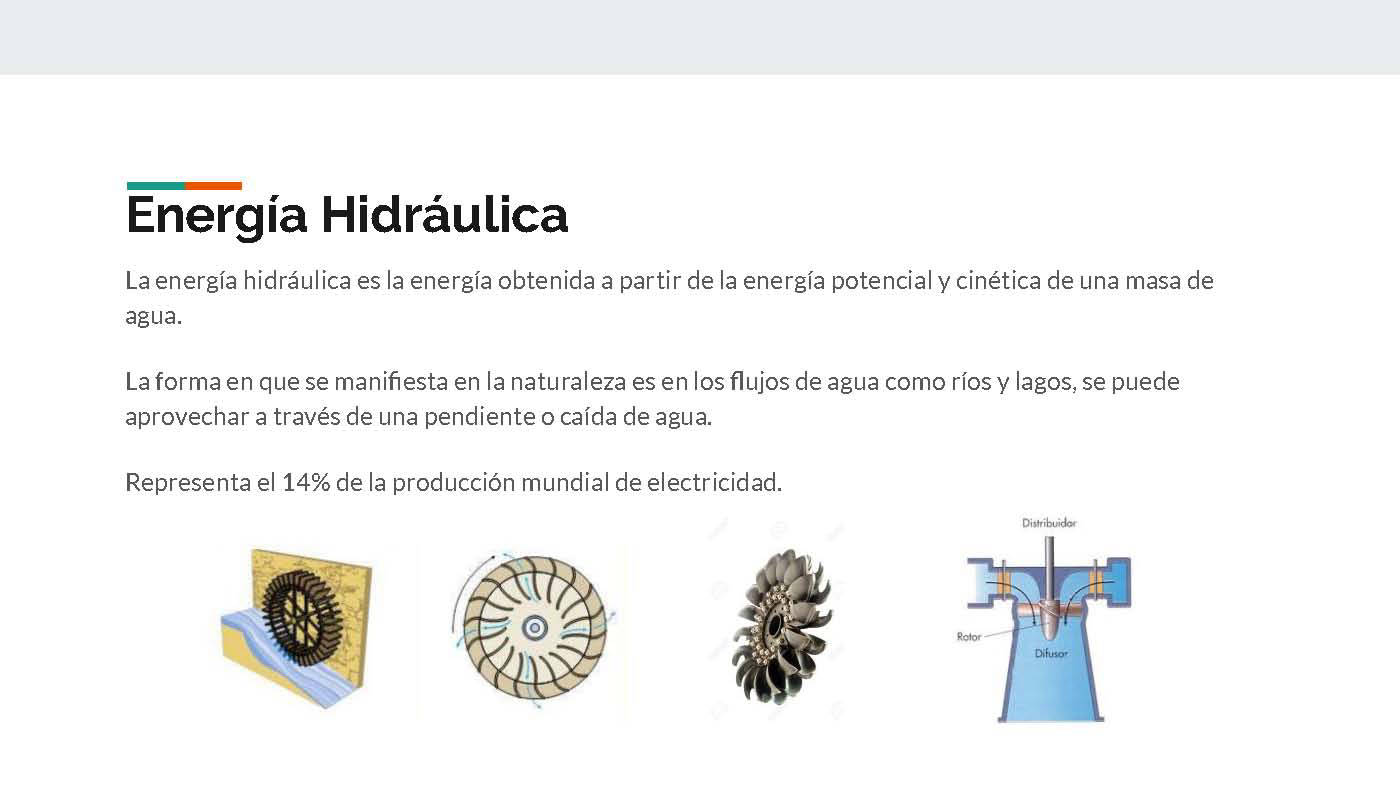 Energía Hidráulica
La energía hidráulica es la energía obtenida a partir de la energía potencial y cinética de una masa de
agua.
La forma en que se manifiesta en la naturaleza es en los flujos de agua como ríos y lagos, se puede
aprovechar a través de una pendiente o caída de agua.
Representa el 14% de la producción mundial de electricidad.
Distribuidor
Rotor
Difusor